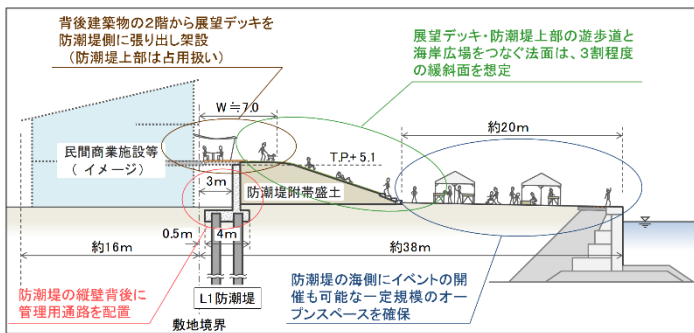 背後建築物の2階から展望デッキを
防潮堤側に張り出し架設
(防潮堤上部は占用扱い)
展望デッキ・防潮堤上部の遊歩道と
海岸広場をつなぐ法面は、3割程度
の緩斜面を想定
W≒7.0
約20m
民間商業施設等
(イメージ)
T.P.+5.1
3m
防潮堤附帯盛土
0.5m
4m
約16m
約38m
防潮堤の縦壁背後に
管理用通路を配置
L1防潮堤
敷地境界
防潮堤の海側にイベントの開
催も可能な一定規模のオー
プンスペースを確保